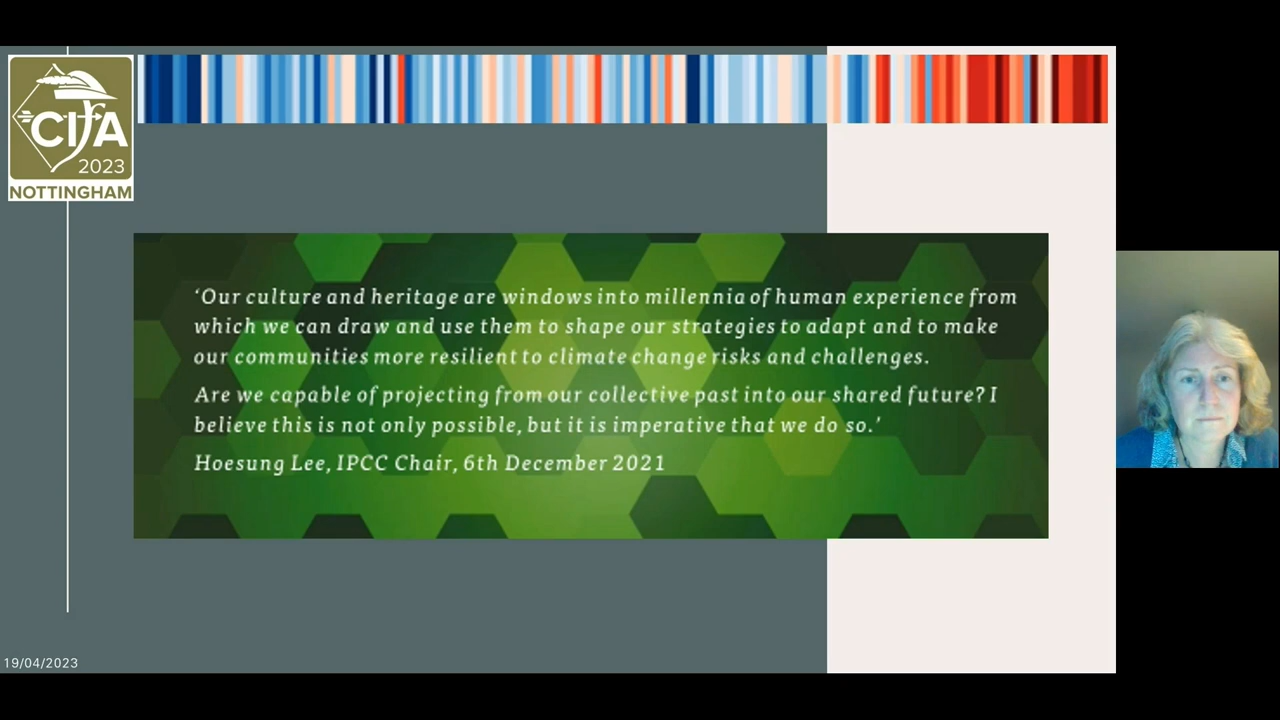 CIfA
2023
NOTTINGHAM
‘Our culture and heritage are windows into millennia of human experience from
which we can draw and use them to shape our strategies to adapt and to make
our communities more resilient to climate change risks and challenges.
Are we capable of projecting from our collective past into our shared future? I
believe this is not only possible, but it is imperative that we do so.’
Hoesung Lee, IPCC Chair, 6th December 2021
19/04/2023